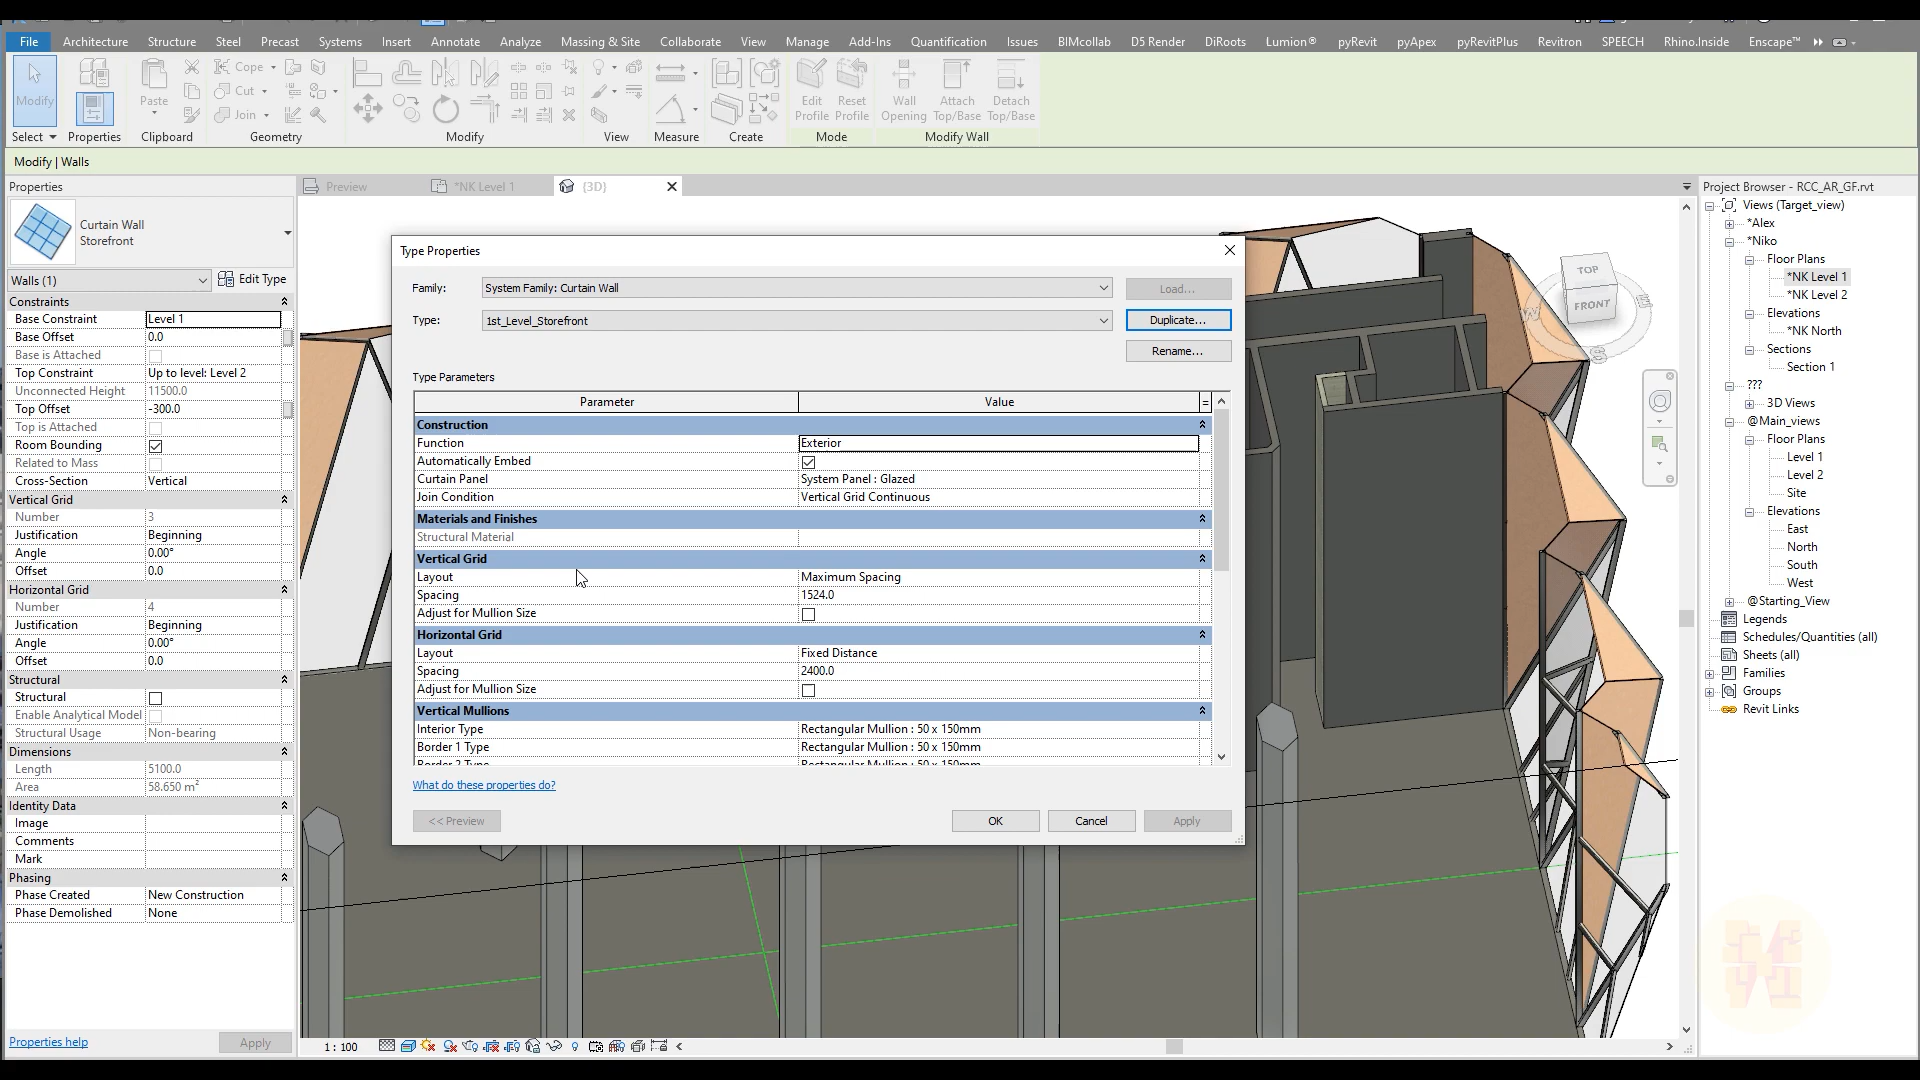 File Architecture Structure Steel Precast Systems Insert Annotate Analyze Massing & Site Collaborate View Manage Add-Ins Quantification Issues BIMcollab D5 Render DiRoots Lumion® pyRevit pyApex pyRevitPlus Revitron SPEECH Rhino.Inside Enscape™
Modify
Paste
Cope
Cut
Join
Edit Profile
Reset Profile
Wall Opening
Attach Top/Base
Detach Top/Base
Select Properties Clipboard Geometry Modify View Measure Create Mode Modify Wall
Modify | Walls
Properties
Curtain Wall
Storefront
Walls (1) Edit Type
Constraints
Base Constraint Level 1
Base Offset 0.0
Base is Attached
Top Constraint Up to level: Level 2
Unconnected Height 11500.0
Top Offset -300.0
Top is Attached
Room Bounding
Related to Mass
Cross-Section Vertical
Vertical Grid
Number 3
Justification Beginning
Angle 0.00°
Offset 0.0
Horizontal Grid
Number 4
Justification Beginning
Angle 0.00°
Offset 0.0
Structural
Structural
Enable Analytical Model
Structural Usage Non-bearing
Dimensions
Length 5100.0
Area 58.650 m²
Identity Data
Image
Comments
Mark
Phasing
Phase Created New Construction
Phase Demolished None
Properties help Apply
Preview *NK Level 1 {3D}
Type Properties
Family: System Family: Curtain Wall Load...
Type: 1st_Level_Storefront Duplicate...
Rename...
Type Parameters
Parameter Value =
Construction
Function Exterior
Automatically Embed
Curtain Panel System Panel : Glazed
Join Condition Vertical Grid Continuous
Materials and Finishes
Structural Material
Vertical Grid
Layout Maximum Spacing
Spacing 1524.0
Adjust for Mullion Size
Horizontal Grid
Layout Fixed Distance
Spacing 2400.0
Adjust for Mullion Size
Vertical Mullions
Interior Type Rectangular Mullion : 50 x 150mm
Border 1 Type Rectangular Mullion : 50 x 150mm
Border 2 Type Rectangular Mullion : 50 x 150mm
What do these properties do?
<< Preview OK Cancel Apply
TOP
FRONT
W
E
S
1 : 100
Project Browser - RCC_AR_GF.rvt
Views (Target_view)
*Alex
*Niko
Floor Plans
*NK Level 1
*NK Level 2
Elevations
*NK North
Sections
Section 1
???
3D Views
@Main_views
Floor Plans
Level 1
Level 2
Site
Elevations
East
North
South
West
@Starting_View
Legends
Schedules/Quantities (all)
Sheets (all)
Families
Groups
Revit Links